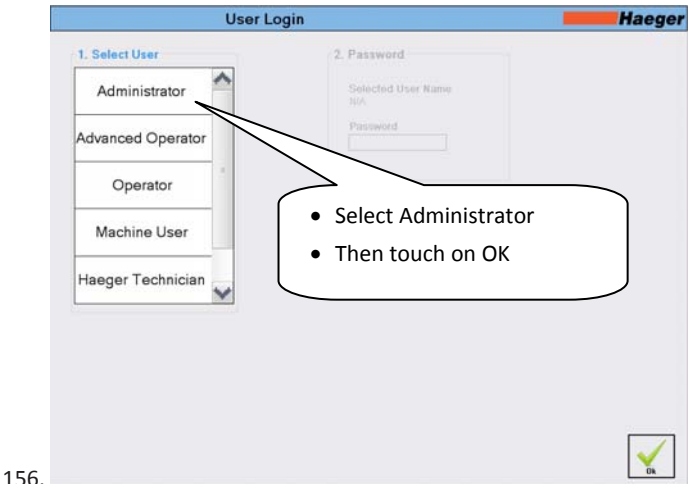 User Login
Haeger
1. Select User
2. Password
Administrator
Advanced Operator
Operator
Machine User
Haeger Technician
Selected User Name
N/A
Password
• Select Administrator
• Then touch on OK
Ok
156.